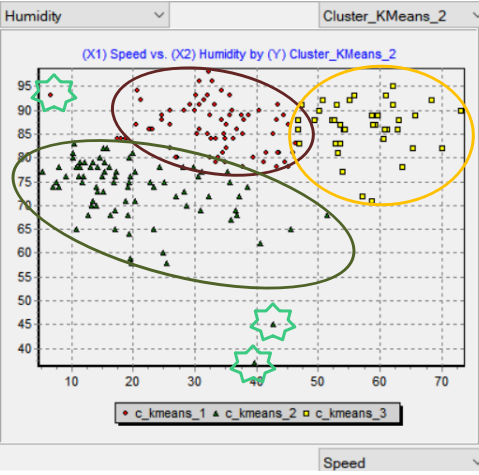 Humidity Cluster_KMeans_2
(X1) Speed vs. (X2) Humidity by (Y) Cluster_KMeans_2
95
90
85
80
75
70
65
60
55
50
45
40
10 20 30 40 50 60 70
c_kmeans_1 c_kmeans_2 c_kmeans_3
Speed